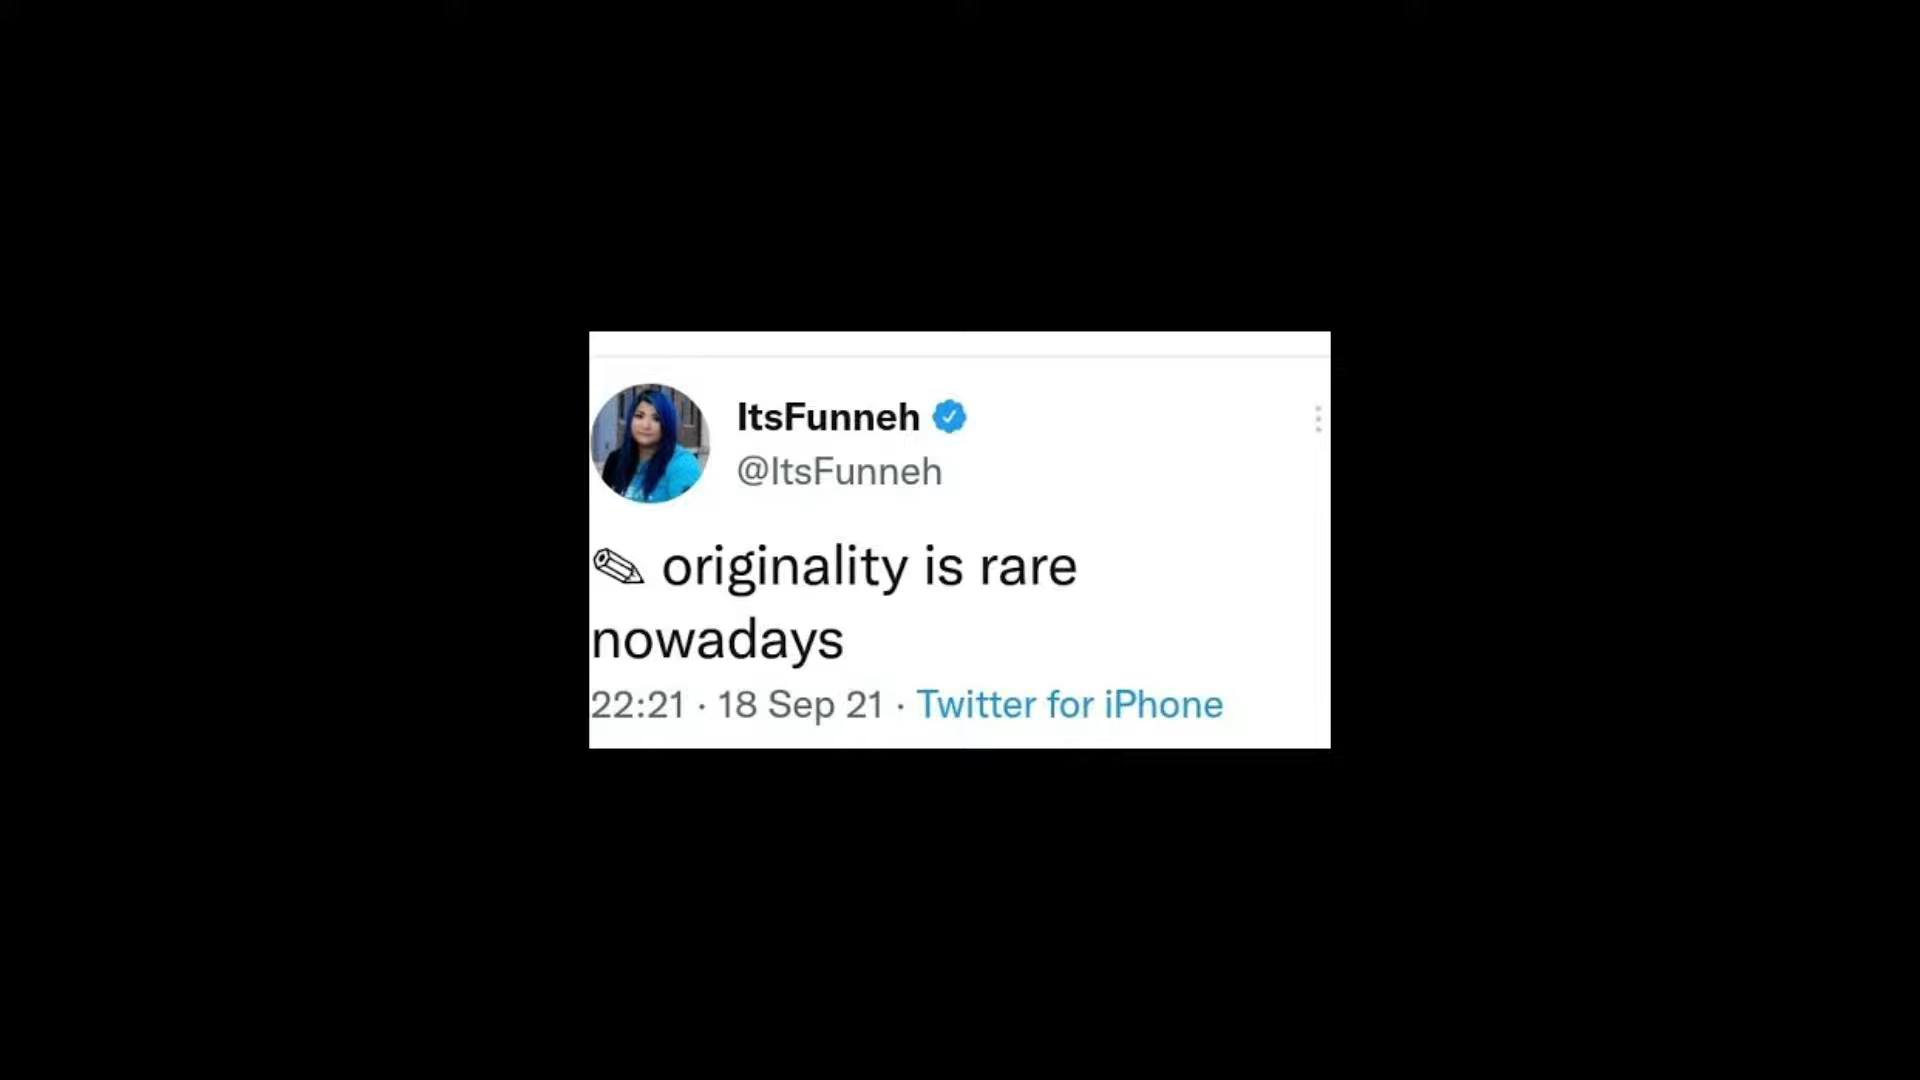 ItsFunneh
@ItsFunneh
✎ originality is rare
nowadays
22:21 · 18 Sep 21 · Twitter for iPhone